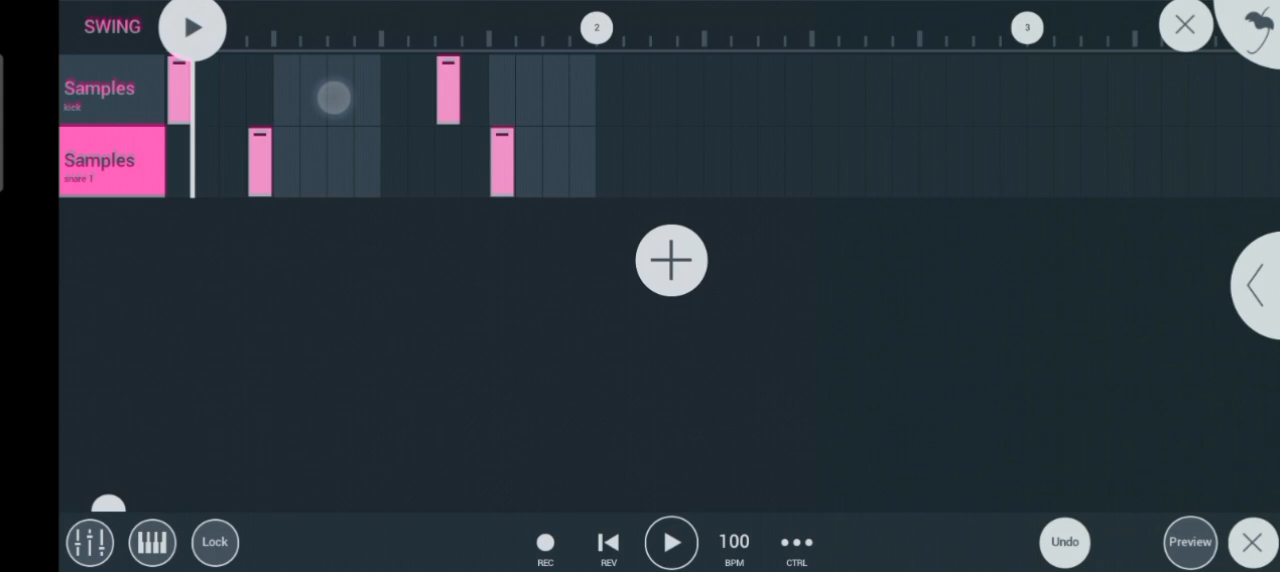 SWING
2
3
Samples
kick
Samples
snare 1
Lock
REC
REV
100
BPM
CTRL
Undo
Preview